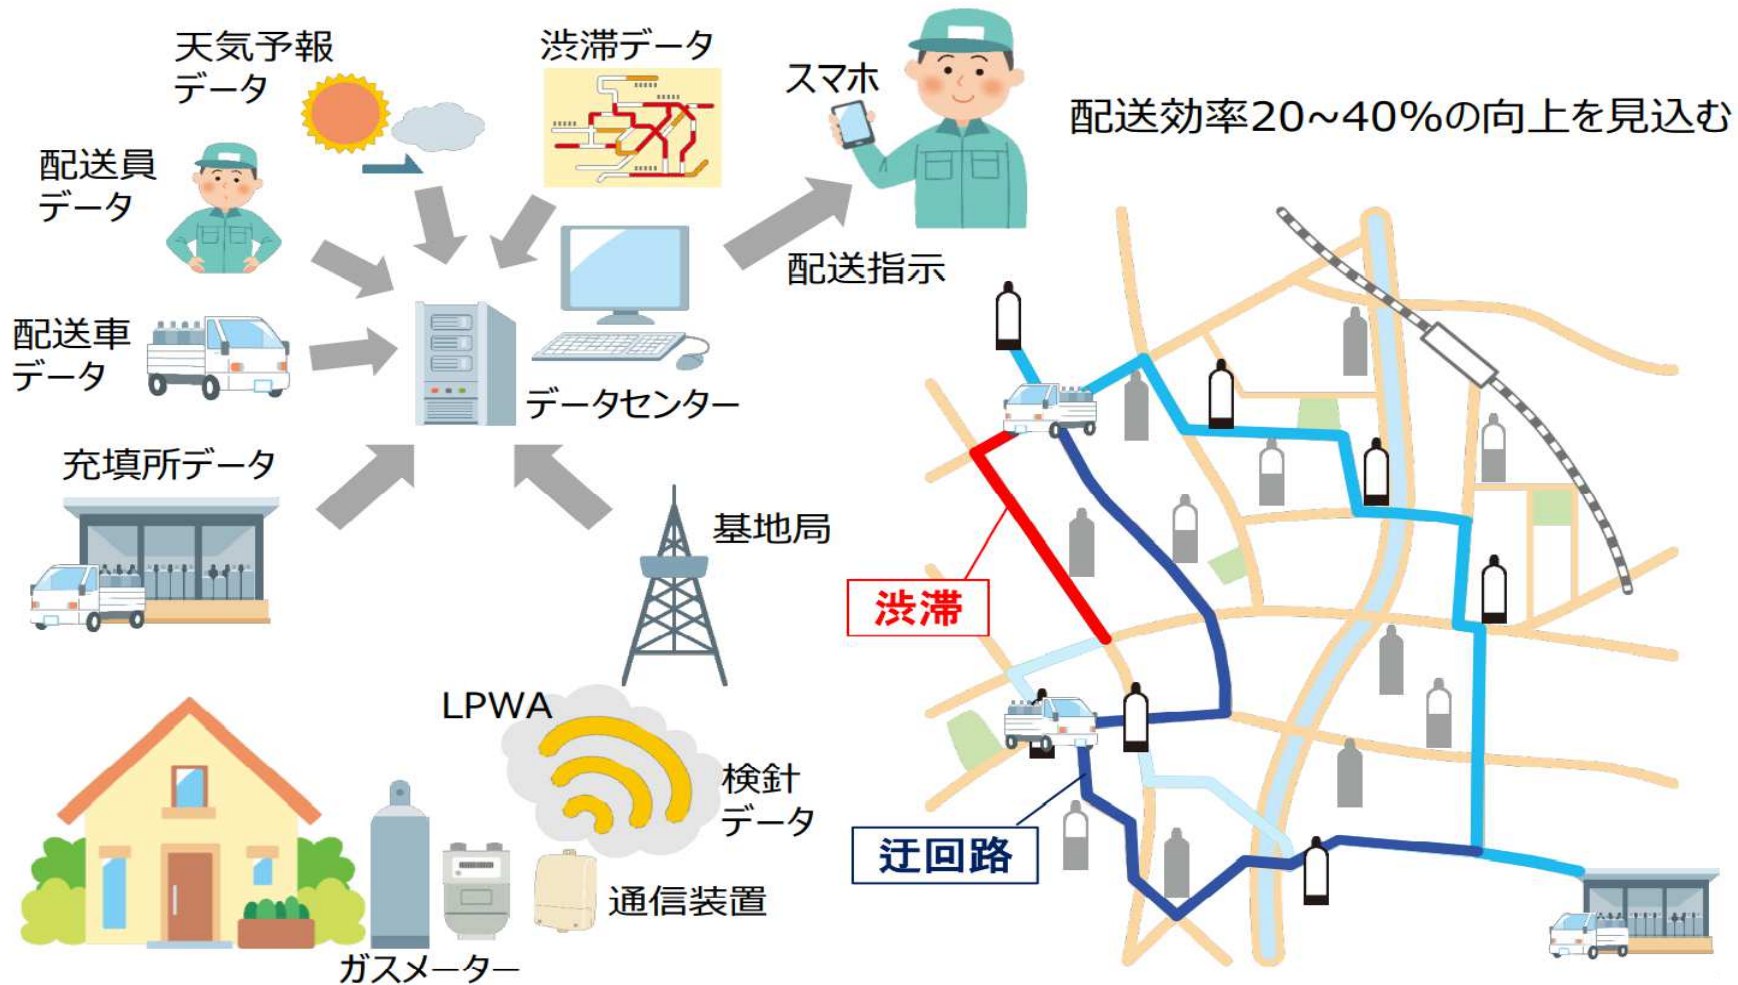 天気予報
データ
渋滞データ
スマホ
配送効率20~40%の向上を見込む
配送員
データ
配送指示
配送車
データ
データセンター
充填所データ
基地局
渋滞
LPWA
検針
データ
迂回路
通信装置
ガスメーター